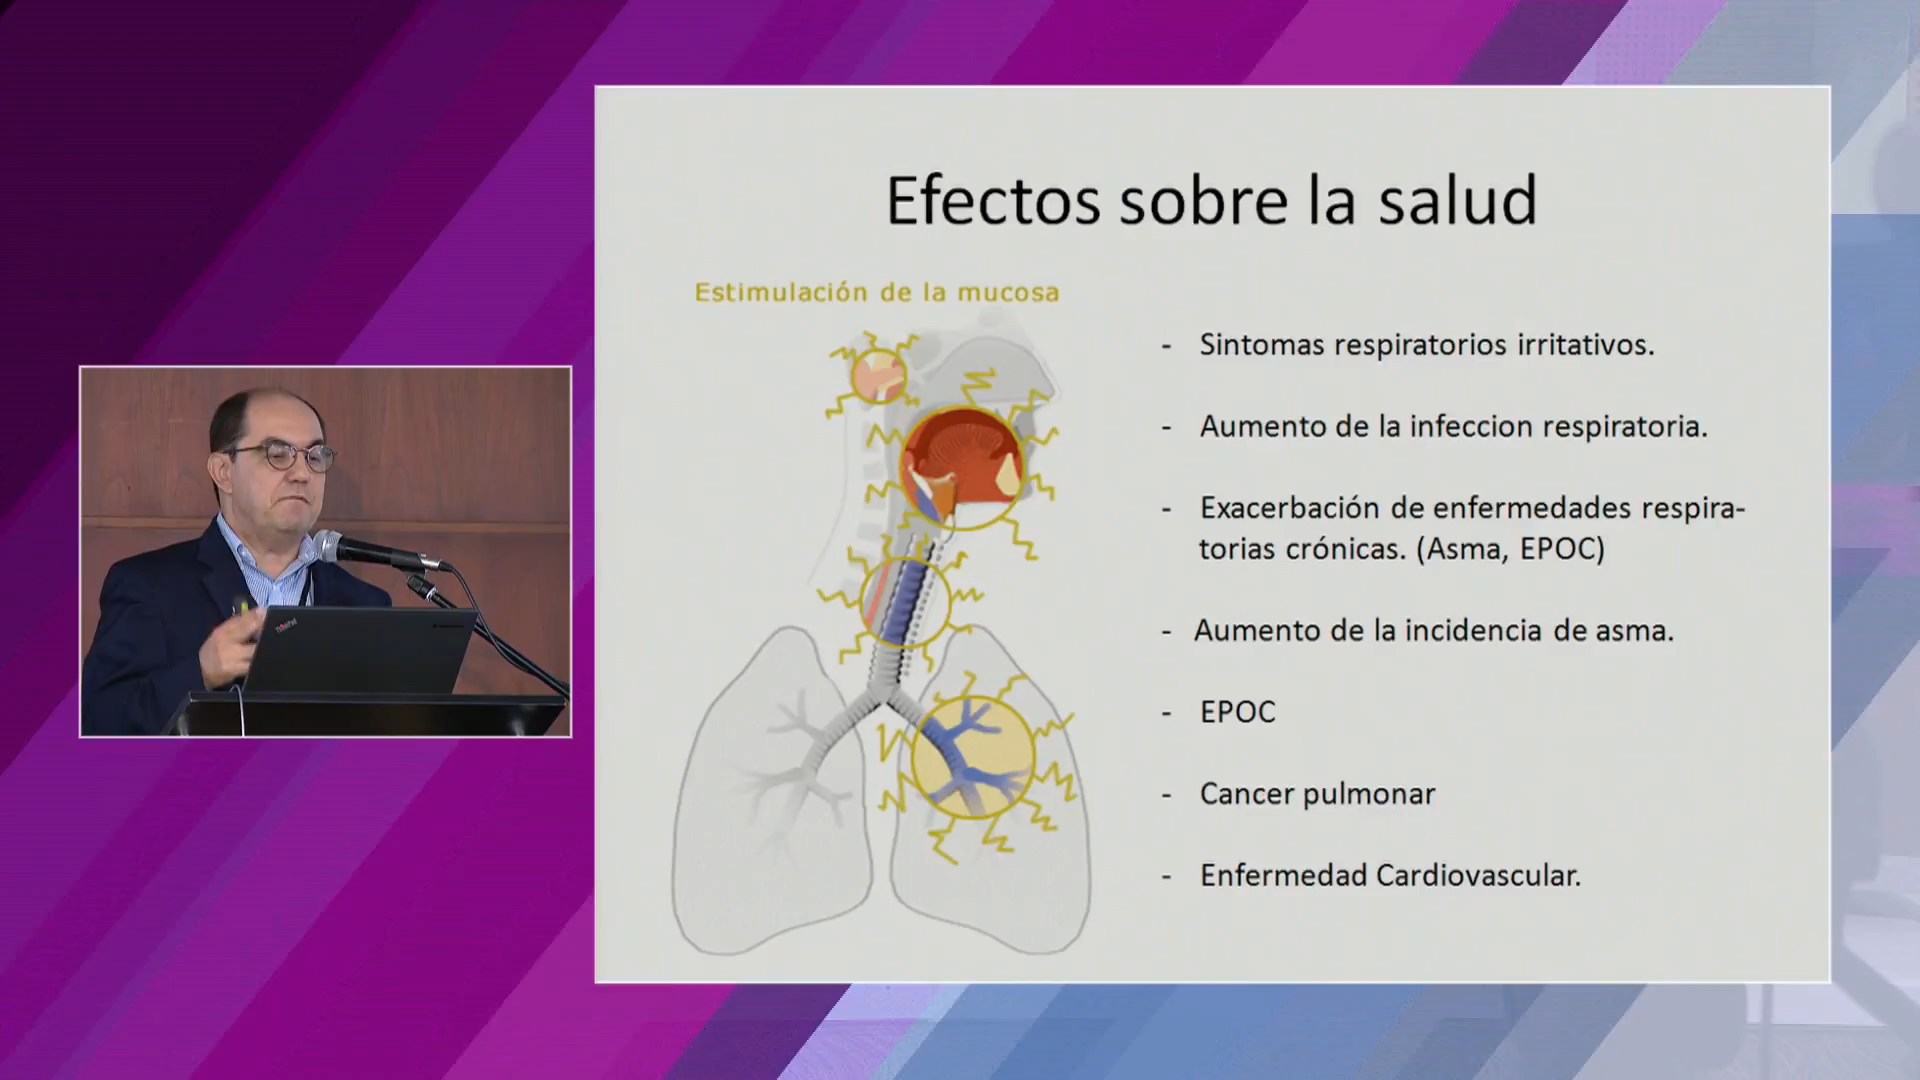 Efectos sobre la salud
Estimulación de la mucosa
- Sintomas respiratorios irritativos.
- Aumento de la infeccion respiratoria.
- Exacerbación de enfermedades respira-
torias crónicas. (Asma, EPOC)
- Aumento de la incidencia de asma.
- EPOC
- Cancer pulmonar
- Enfermedad Cardiovascular.